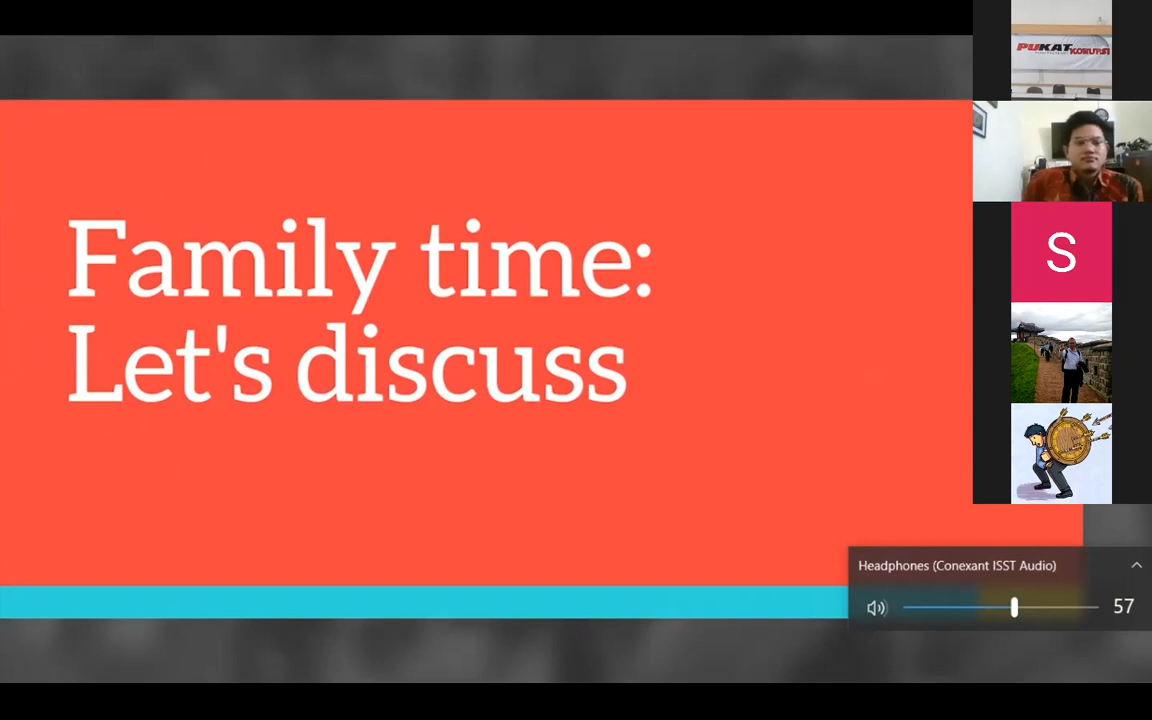 Family time:
Let's discuss
PUKAT
KORUPSI
S
Headphones (Conexant ISST Audio)
57